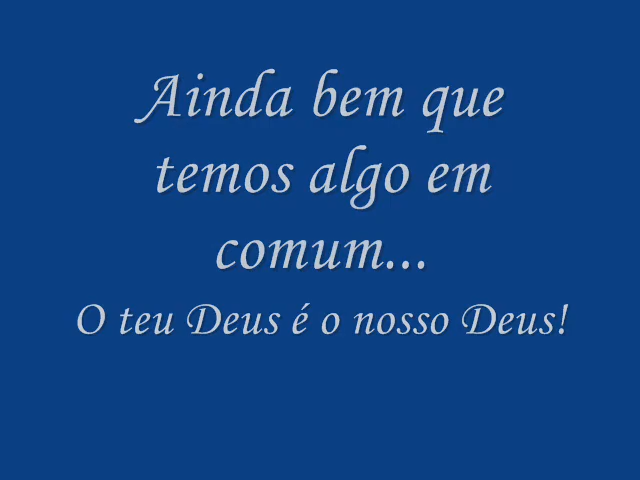 Ainda bem que
temos algo em
comum...
O teu Deus é o nosso Deus!